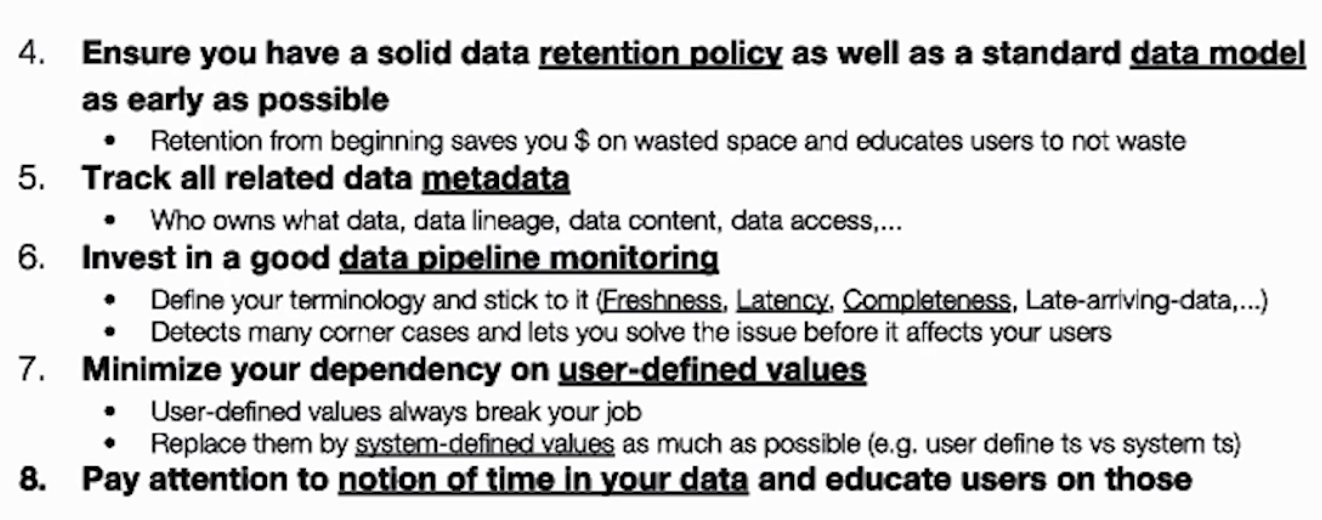 4. Ensure you have a solid data retention policy as well as a standard data model
as early as possible
• Retention from beginning saves you $ on wasted space and educates users to not waste
5. Track all related data metadata
• Who owns what data, data lineage, data content, data access,...
6. Invest in a good data pipeline monitoring
• Define your terminology and stick to it (Freshness, Latency, Completeness, Late-arriving-data,...)
• Detects many corner cases and lets you solve the issue before it affects your users
7. Minimize your dependency on user-defined values
• User-defined values always break your job
• Replace them by system-defined values as much as possible (e.g. user define ts vs system ts)
8. Pay attention to notion of time in your data and educate users on those